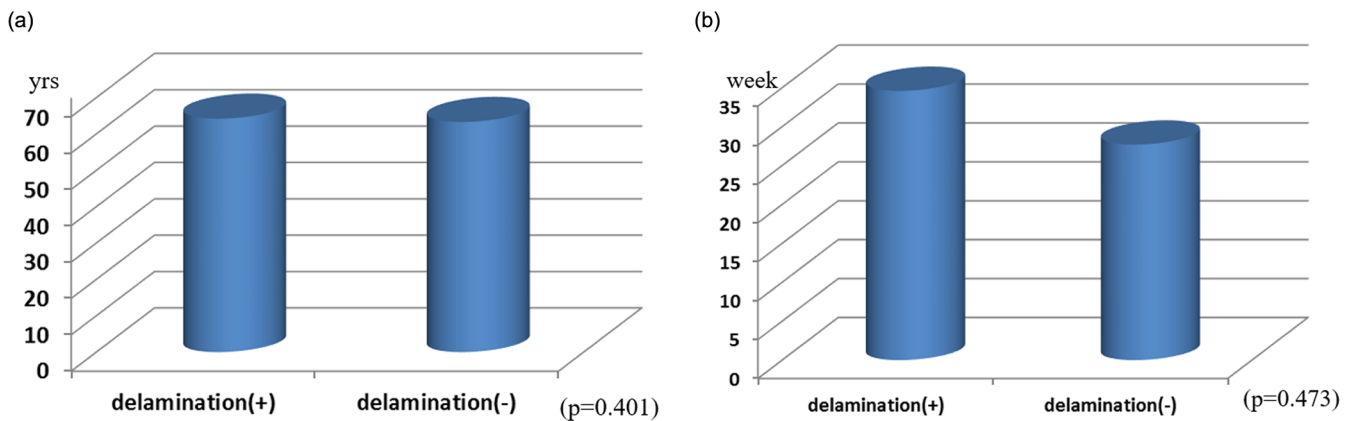 (a)
yrs
70
60
50
40
30
20
10
0
delamination(+)
delamination(-)
(p=0.401)
(b)
week
35
30
25
20
15
10
5
0
delamination(+)
delamination(-)
(p=0.473)